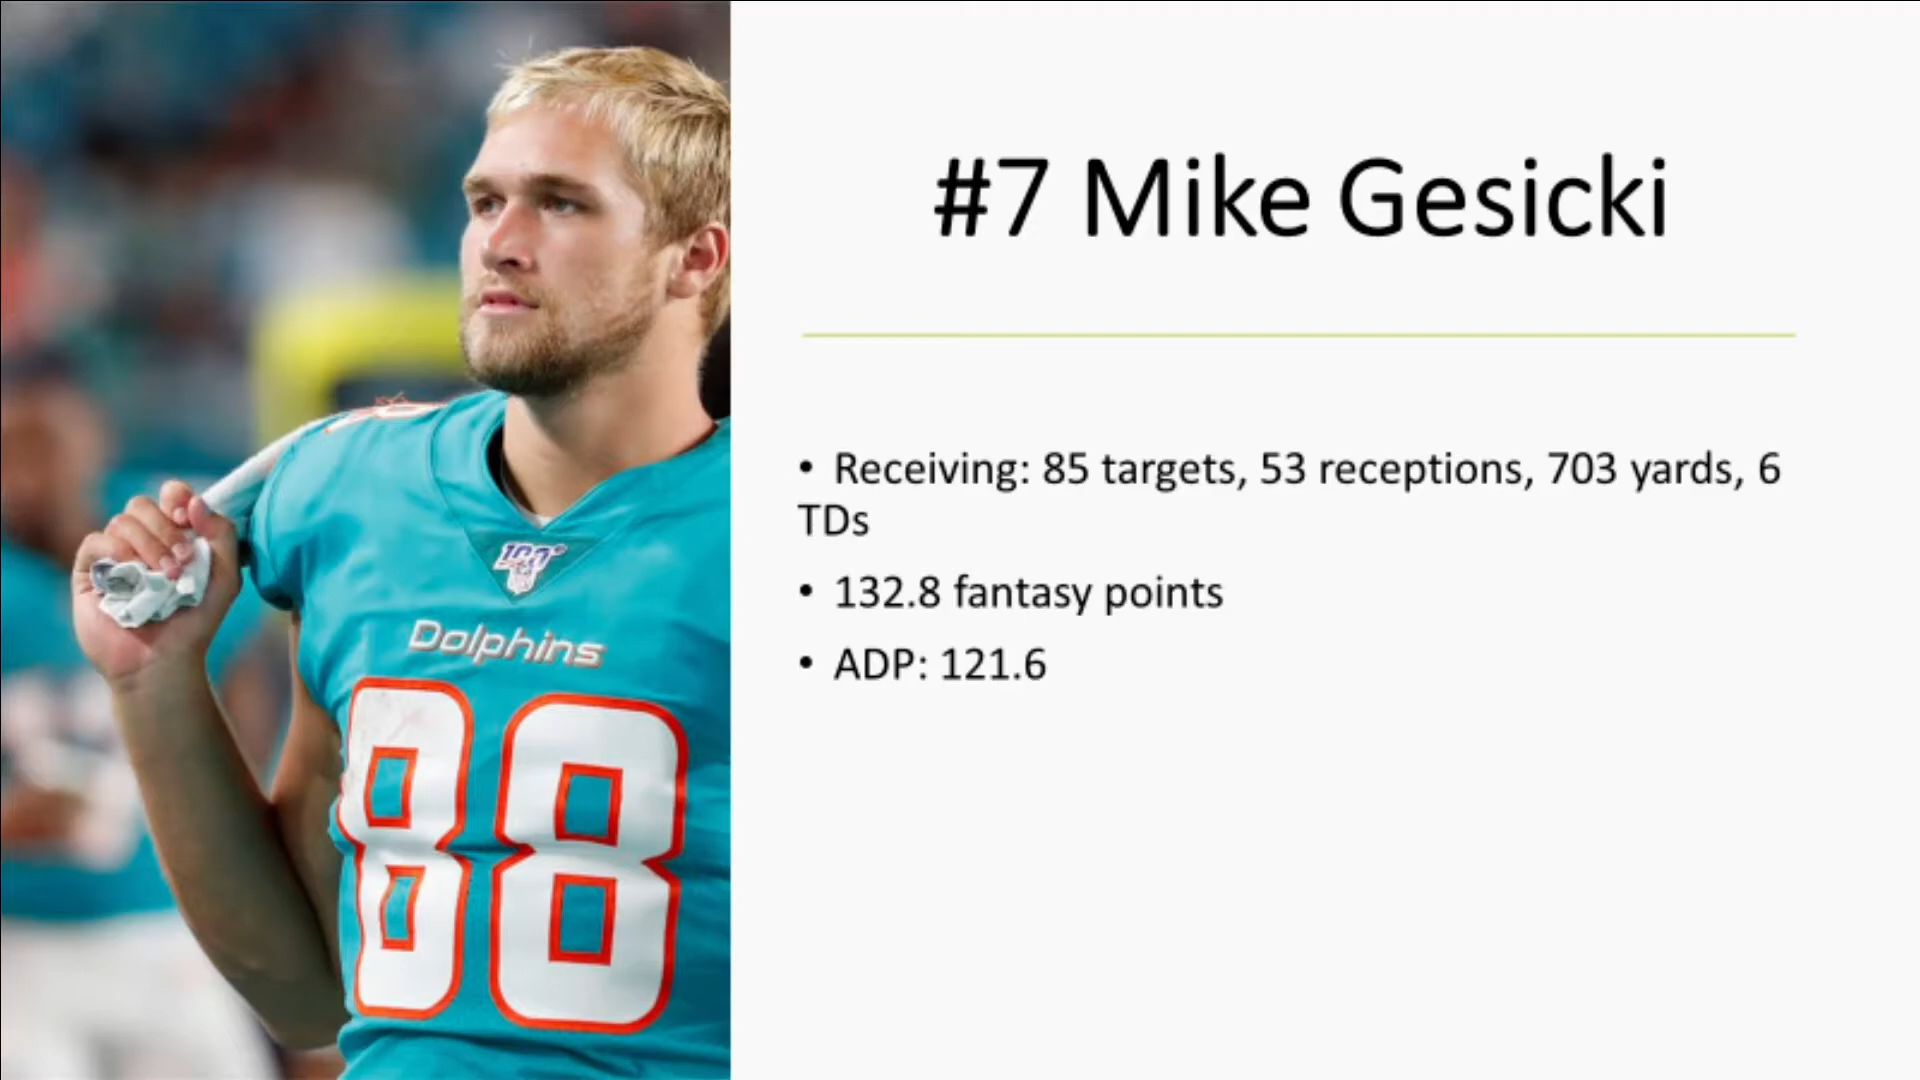 #7 Mike Gesicki
• Receiving: 85 targets, 53 receptions, 703 yards, 6
TDs
• 132.8 fantasy points
• ADP: 121.6
100
Dolphins
88